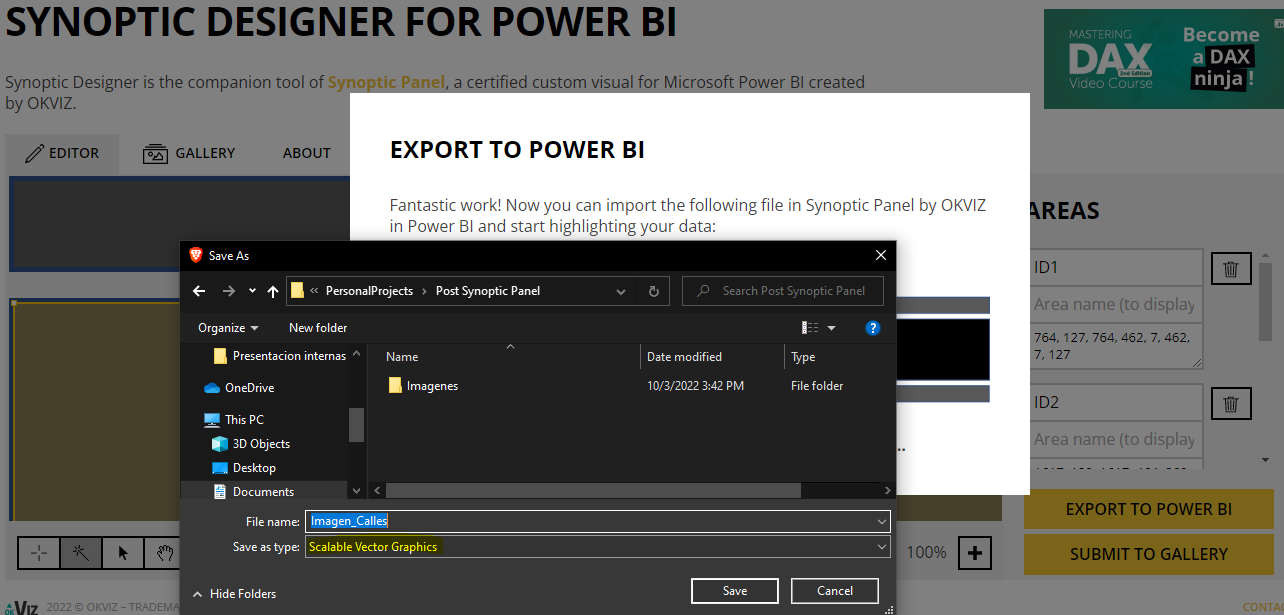 SYNOPTIC DESIGNER FOR POWER BI
Synoptic Designer is the companion tool of Synoptic Panel, a certified custom visual for Microsoft Power BI created
by OKVIZ.
MASTERING
DAX
2nd Edition
Video Course
Become
a DAX
ninja!
EDITOR
GALLERY
ABOUT
EXPORT TO POWER BI
Fantastic work! Now you can import the following file in Synoptic Panel by OKVIZ
in Power BI and start highlighting your data:
AREAS
ID1
Area name (to display
764, 127, 764, 462, 7, 462,
7, 127
ID2
Area name (to display
EXPORT TO POWER BI
SUBMIT TO GALLERY
Save As
« PersonalProjects › Post Synoptic Panel
Search Post Synoptic Panel
Organize
New folder
?
Presentacion internas
OneDrive
This PC
3D Objects
Desktop
Documents
Name
Date modified
Type
Imagenes
10/3/2022 3:42 PM
File folder
..
File name:
Imagen_Calles
Save as type:
Scalable Vector Graphics
Hide Folders
Save
Cancel
100%
OKViz
2022 © OKVIZ – TRADEMA
CONTA